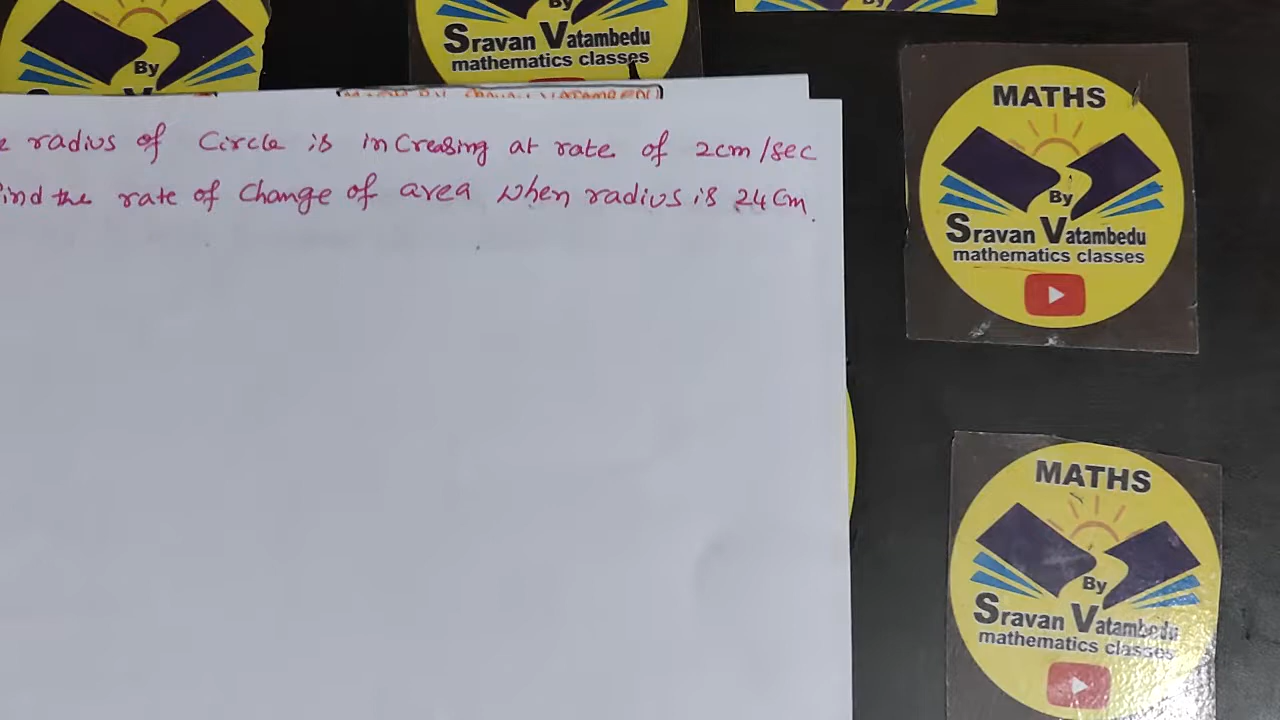 By
By
Sravan Vatambedu
mathematics classes
By
MATHS
By
Sravan Vatambedu
mathematics classes
radius of Circle is inCreasing at rate of 2cm/sec
ind the rate of Change of area when radius is 24Cm.
MATHS
By
Sravan Vatambedu
mathematics classes